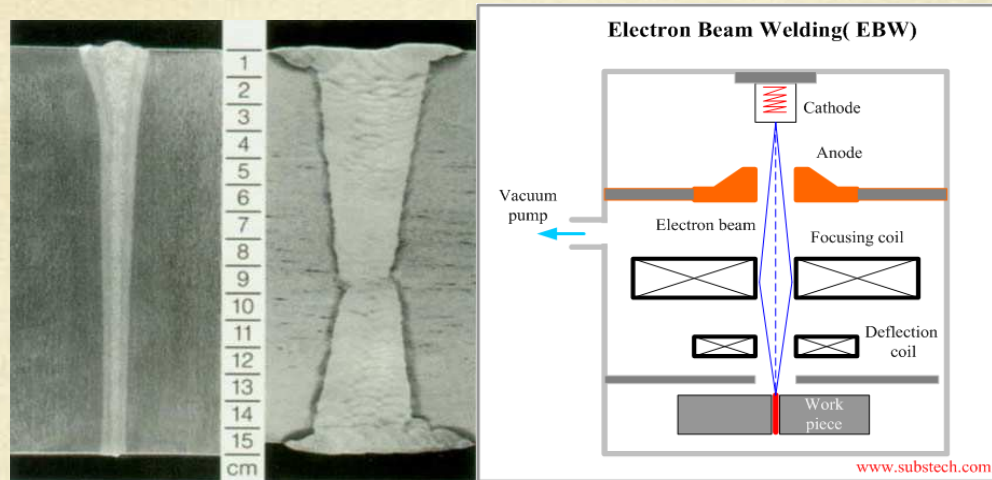 1
2
3
4
5
6
7
8
9
10
11
12
13
14
15
cm
Electron Beam Welding( EBW)
Cathode
Anode
Vacuum
pump
Electron beam
Focusing coil
Deflection
coil
Work
piece
www.substech.com